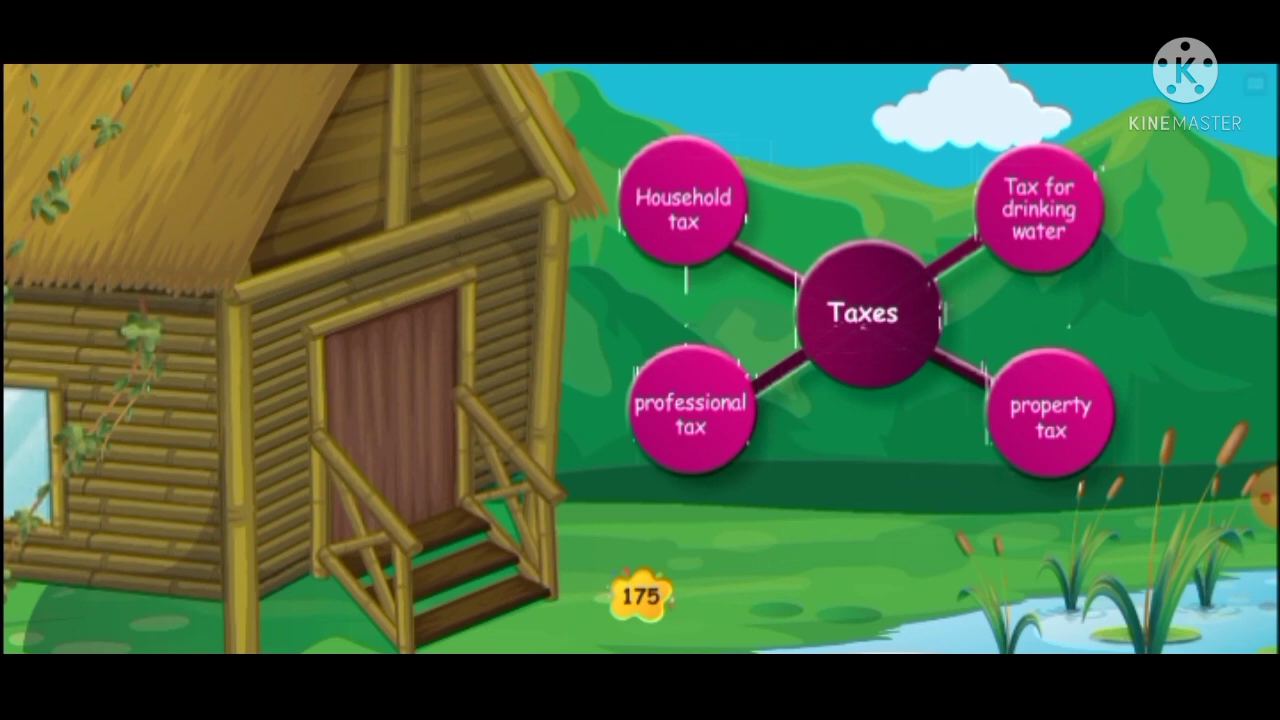 KINEMASTER
Household
tax
Tax for
drinking
water
Taxes
professional
tax
property
tax
175